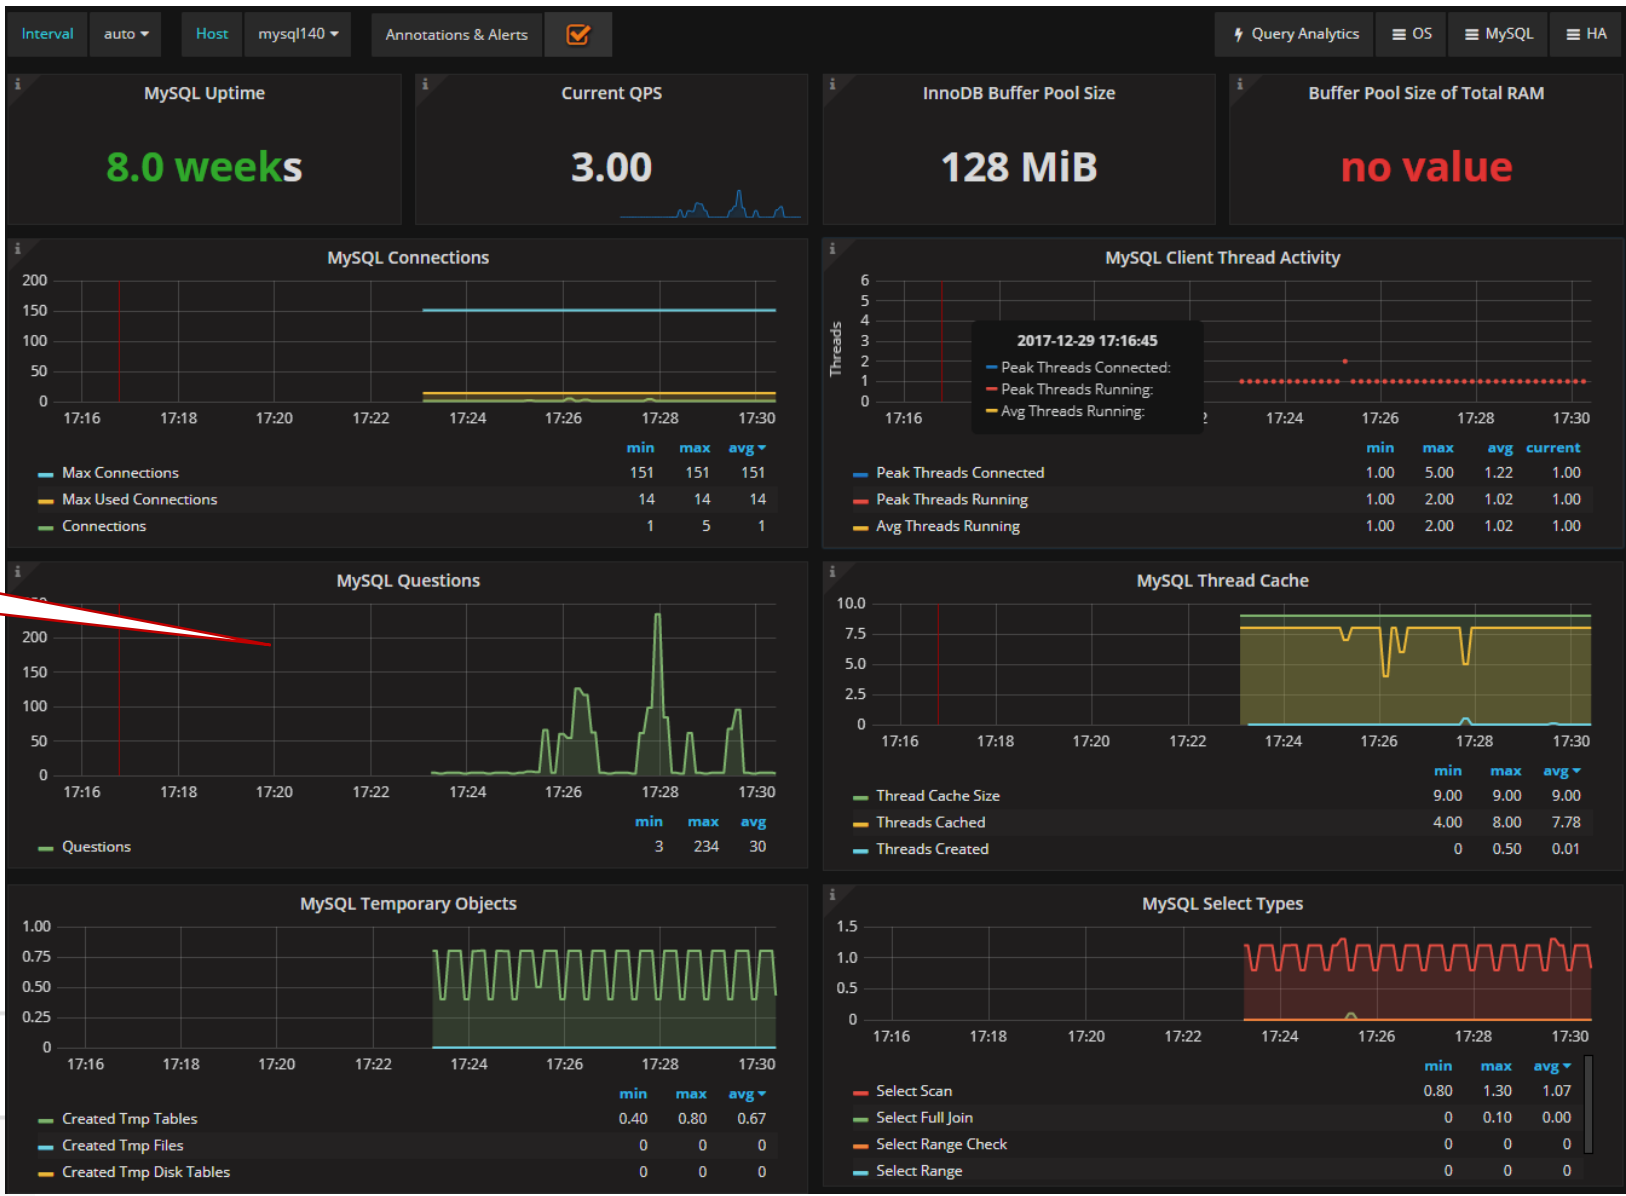 Interval auto Host mysql140 Annotations & Alerts Query Analytics OS MySQL HA
MySQL Uptime
8.0 weeks
Current QPS
3.00
InnoDB Buffer Pool Size
128 MiB
Buffer Pool Size of Total RAM
no value
MySQL Connections
200
150
100
50
0
17:16 17:18 17:20 17:22 17:24 17:26 17:28 17:30
min max avg
Max Connections 151 151 151
Max Used Connections 14 14 14
Connections 1 5 1
MySQL Client Thread Activity
Threads
6
5
4
3
2
1
0
2017-12-29 17:16:45
Peak Threads Connected:
Peak Threads Running:
Avg Threads Running:
17:16 17:24 17:26 17:28 17:30
min max avg current
Peak Threads Connected 1.00 5.00 1.22 1.00
Peak Threads Running 1.00 2.00 1.02 1.00
Avg Threads Running 1.00 2.00 1.02 1.00
MySQL Questions
200
150
100
50
0
17:16 17:18 17:20 17:22 17:24 17:26 17:28 17:30
min max avg
Questions 3 234 30
MySQL Thread Cache
10.0
7.5
5.0
2.5
0
17:16 17:18 17:20 17:22 17:24 17:26 17:28 17:30
min max avg
Thread Cache Size 9.00 9.00 9.00
Threads Cached 4.00 8.00 7.78
Threads Created 0 0.50 0.01
MySQL Temporary Objects
1.00
0.75
0.50
0.25
0
17:16 17:18 17:20 17:22 17:24 17:26 17:28 17:30
min max avg
Created Tmp Tables 0.40 0.80 0.67
Created Tmp Files 0 0 0
Created Tmp Disk Tables 0 0 0
MySQL Select Types
1.5
1.0
0.5
0
17:16 17:18 17:20 17:22 17:24 17:26 17:28 17:30
min max avg
Select Scan 0.80 1.30 1.07
Select Full Join 0 0.10 0.00
Select Range Check 0 0 0
Select Range 0 0 0